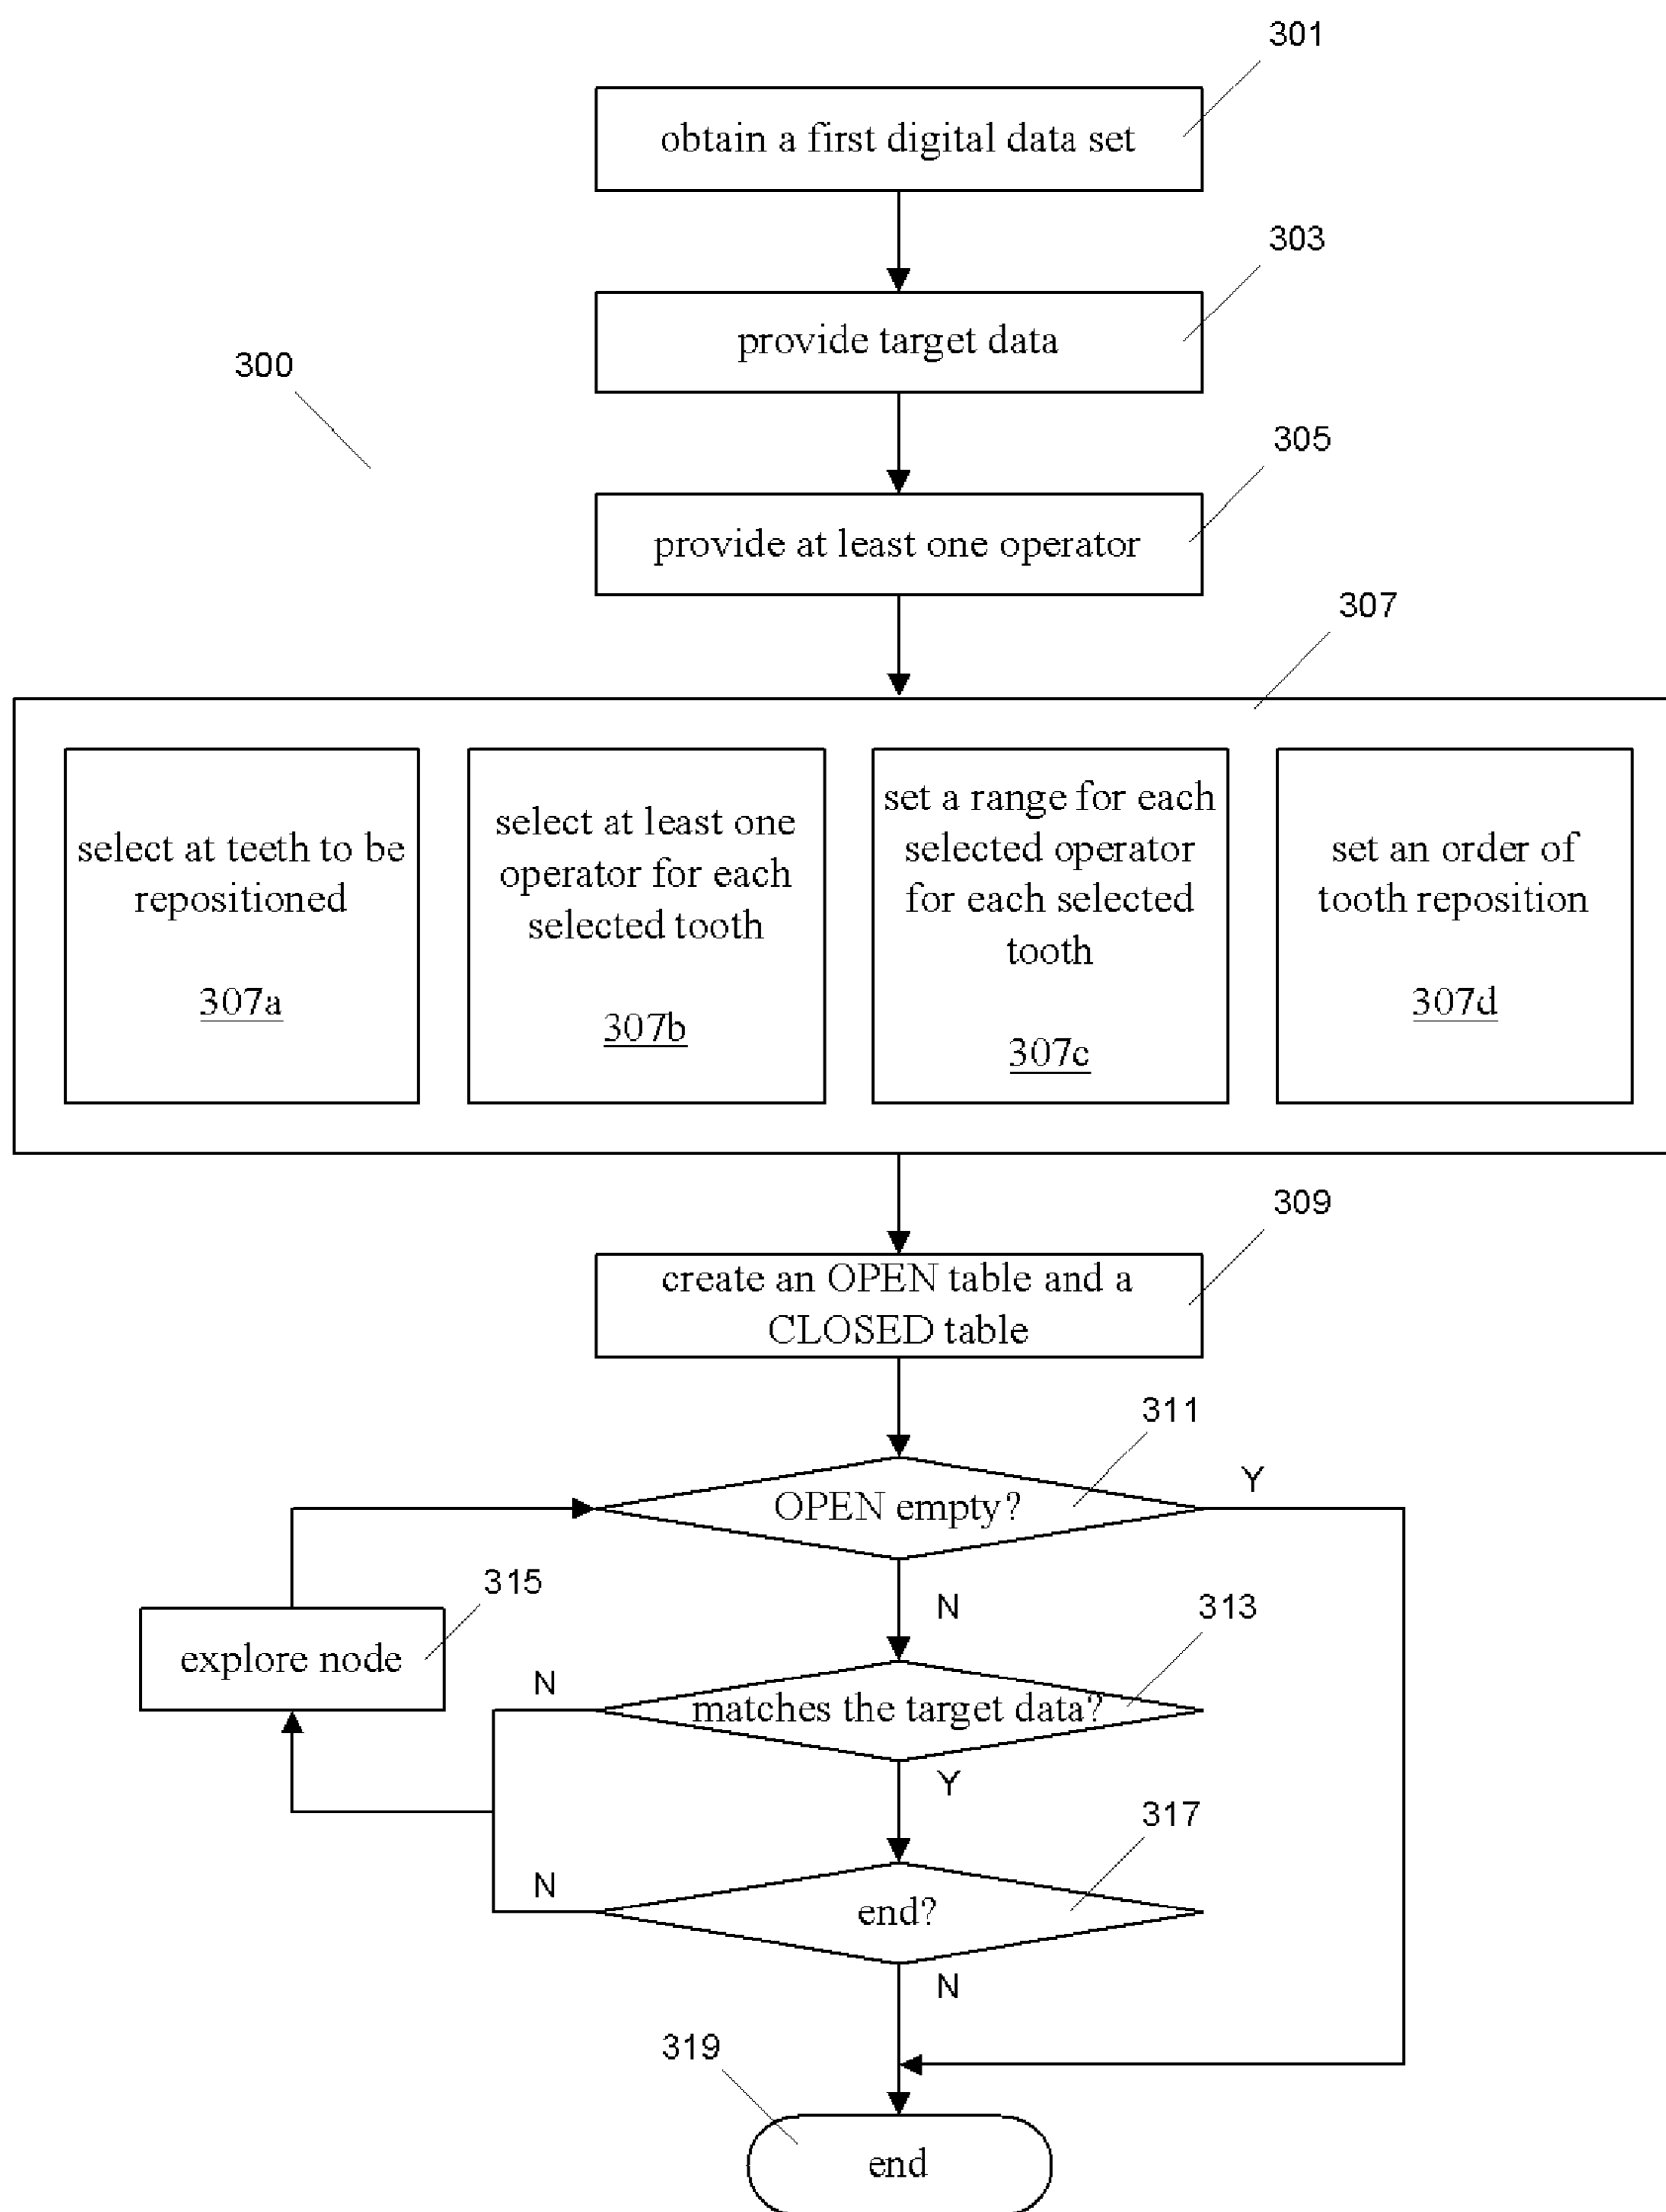 301
obtain a first digital data set
303
provide target data
300
305
provide at least one operator
307
select at teeth to be
repositioned
307a
select at least one
operator for each
selected tooth
307b
set a range for each
selected operator
for each selected
tooth
307c
set an order of
tooth reposition
307d
309
create an OPEN table and a
CLOSED table
311
OPEN empty?
Y
315
explore node
N
313
N
matches the target data?
Y
317
N
end?
N
319
end